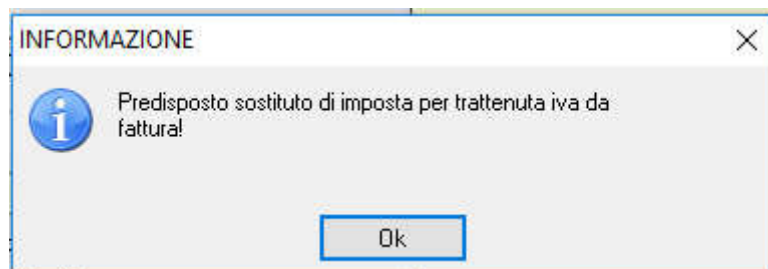 INFORMAZIONE
Predisposto sostituto di imposta per trattenuta iva da
fattura!
Ok